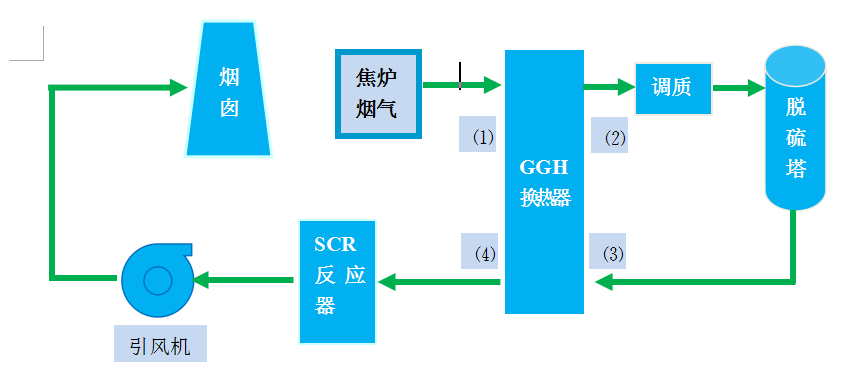 烟
囱
焦炉
烟气
(1)
GGH
换热器
(2)
调质
脱
硫
塔
(3)
(4)
SCR
反应
器
引风机